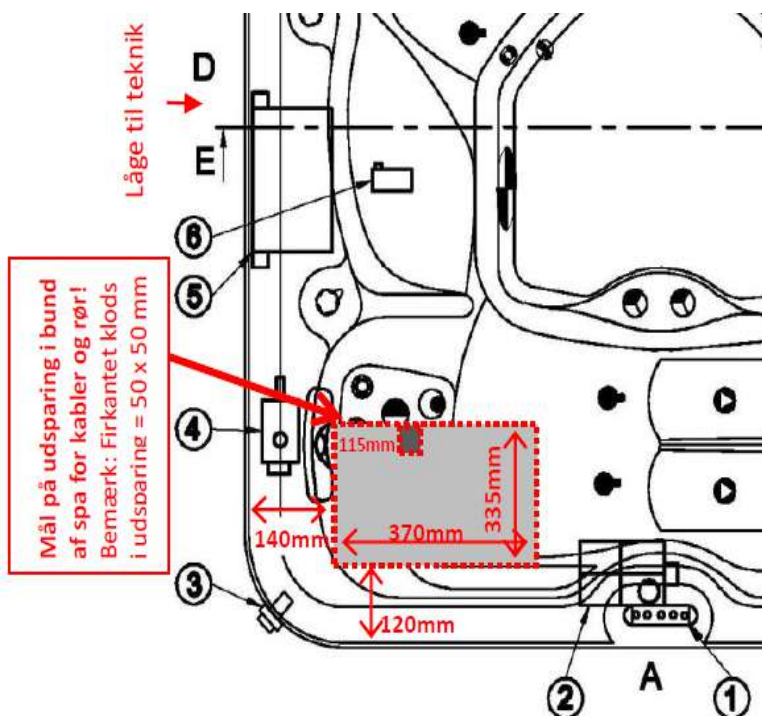 D
Låge til teknik
E
6
5
Mål på udsparing i bund
af spa for kabler og rør!
Bemærk: Firkantet klods
i udsparing = 50 x 50 mm
4
115mm
335mm
370mm
140mm
3
120mm
2
A
1